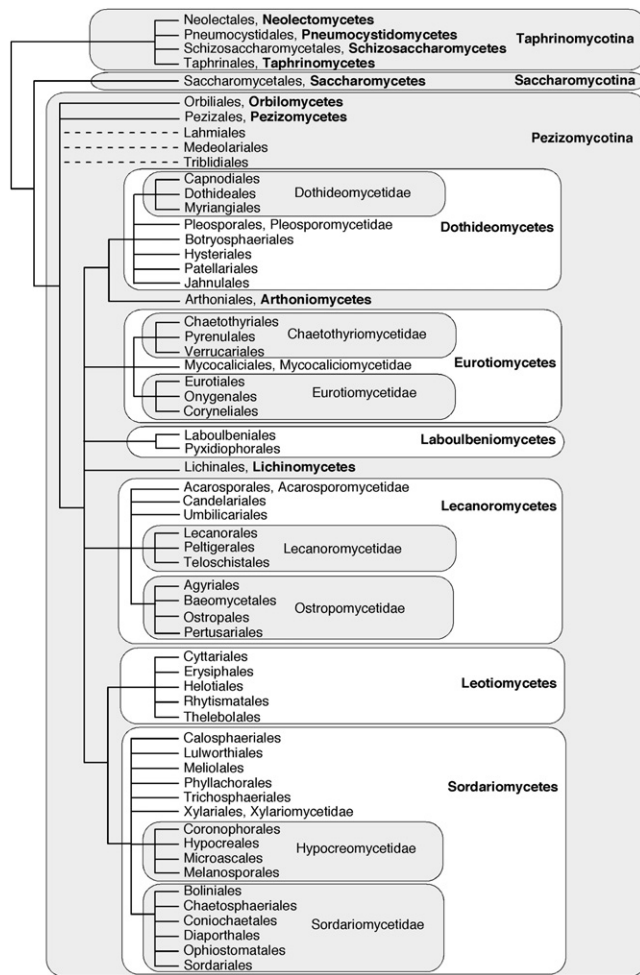 Neolectales, Neolectomycetes
Pneumocystidales, Pneumocystidomycetes
Schizosaccharomycetales, Schizosaccharomycetes
Taphrinales, Taphrinomycetes
Taphrinomycotina
Saccharomycetales, Saccharomycetes
Saccharomycotina
Orbiliales, Orbilomycetes
Pezizales, Pezizomycetes
Lahmiales
Medeolariales
Triblidiales
Pezizomycotina
Capnodiales
Dothideales
Myriangiales
Dothideomycetidae
Pleosporales, Pleosporomycetidae
Botryosphaeriales
Hysteriales
Patellariales
Jahnulales
Dothideomycetes
Arthoniales, Arthoniomycetes
Chaetothyriales
Pyrenulales
Verrucariales
Chaetothyriomycetidae
Mycocaliciales, Mycocaliciomycetidae
Eurotiales
Onygenales
Coryneliales
Eurotiomycetidae
Eurotiomycetes
Laboulbeniales
Pyxidiophorales
Laboulbeniomycetes
Lichinales, Lichinomycetes
Acarosporales, Acarosporomycetidae
Candelariales
Umbilicariales
Lecanoromycetes
Lecanorales
Peltigerales
Teloschistales
Lecanoromycetidae
Agyriales
Baeomycetales
Ostropales
Pertusariales
Ostropomycetidae
Cyttariales
Erysiphales
Helotiales
Rhytismatales
Thelebolales
Leotiomycetes
Calosphaeriales
Lulworthiales
Meliolales
Phyllachorales
Trichosphaeriales
Xylariales, Xylariomycetidae
Sordariomycetes
Coronophorales
Hypocreales
Microascales
Melanosporales
Hypocreomycetidae
Boliniales
Chaetosphaeriales
Coniochaetales
Diaporthales
Ophiostomatales
Sordariales
Sordariomycetidae